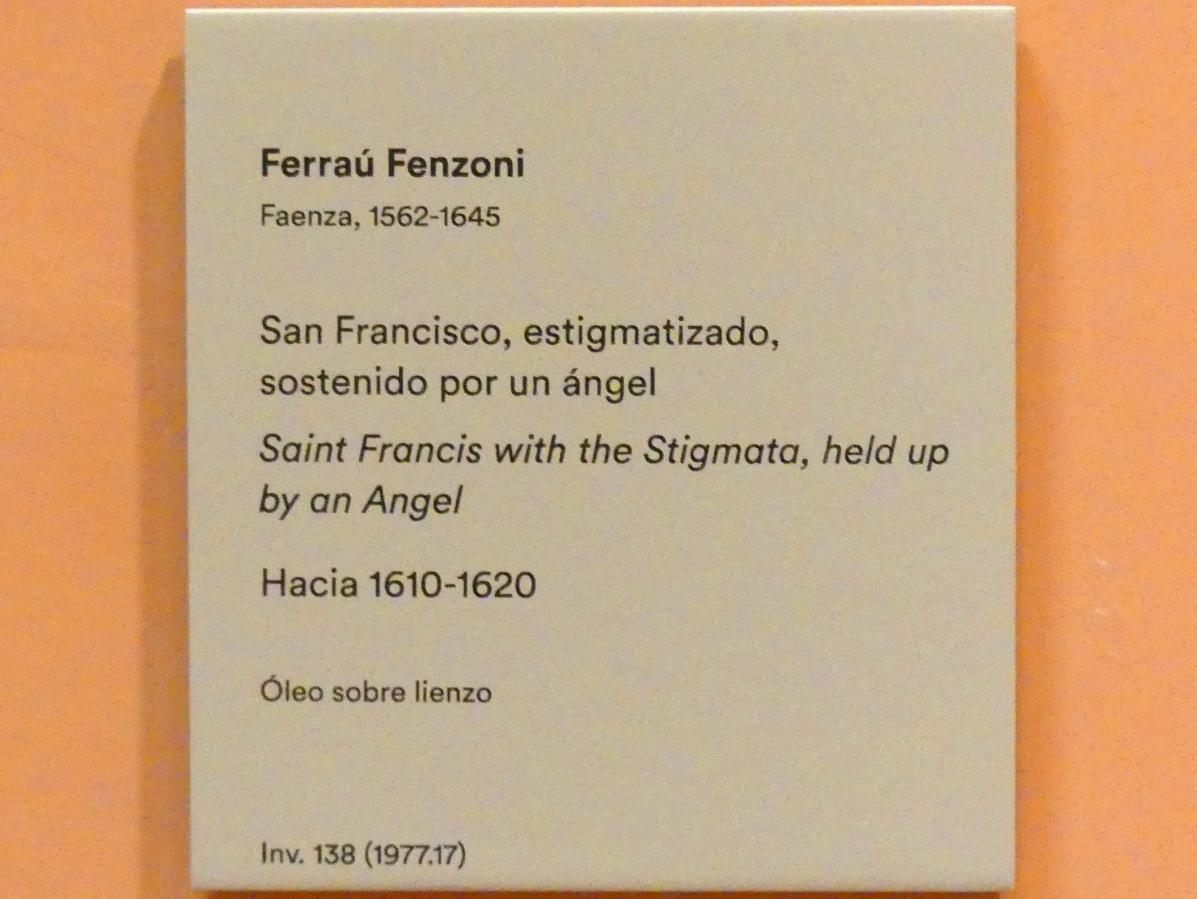 Ferraú Fenzoni
Faenza, 1562-1645
San Francisco, estigmatizado,
sostenido por un ángel
Saint Francis with the Stigmata, held up
by an Angel
Hacia 1610-1620
Óleo sobre lienzo
Inv. 138 (1977.17)